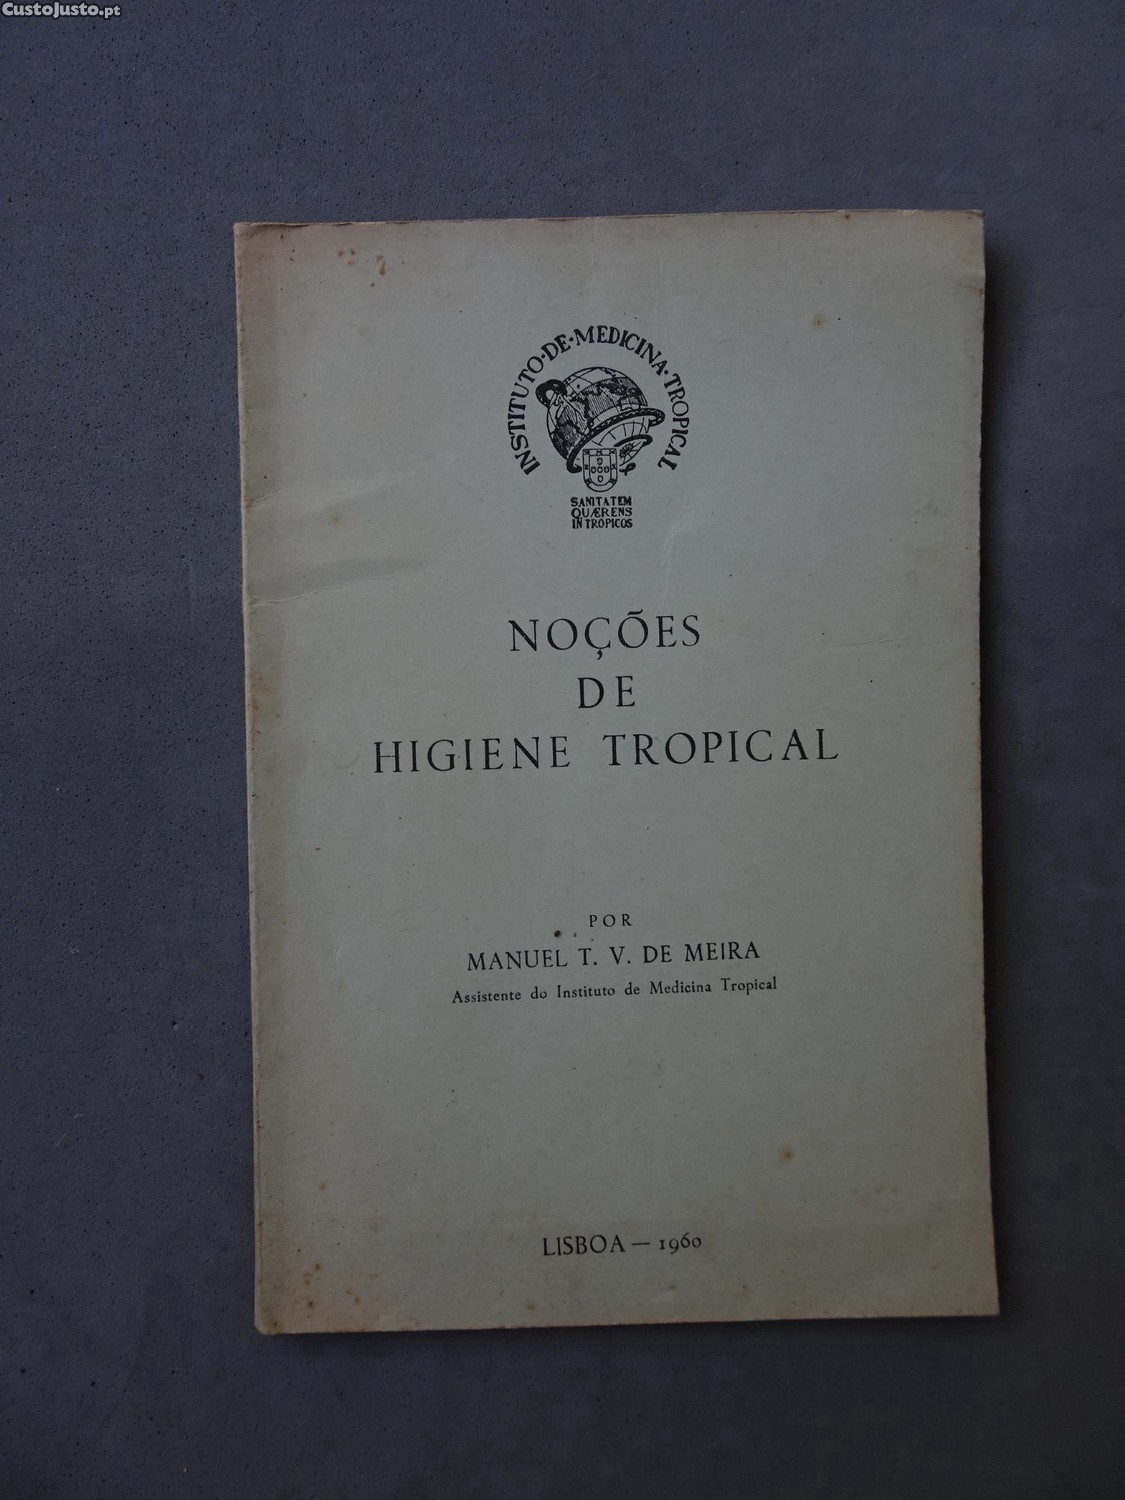 CustoJusto.pt
INSTITUTO·DE·MEDICINA·TROPICAL
SANITATEM
QUÆRENS
IN TROPICOS
NOÇÕES
DE
HIGIENE TROPICAL
POR
MANUEL T. V. DE MEIRA
Assistente do Instituto de Medicina Tropical
LISBOA — 1960